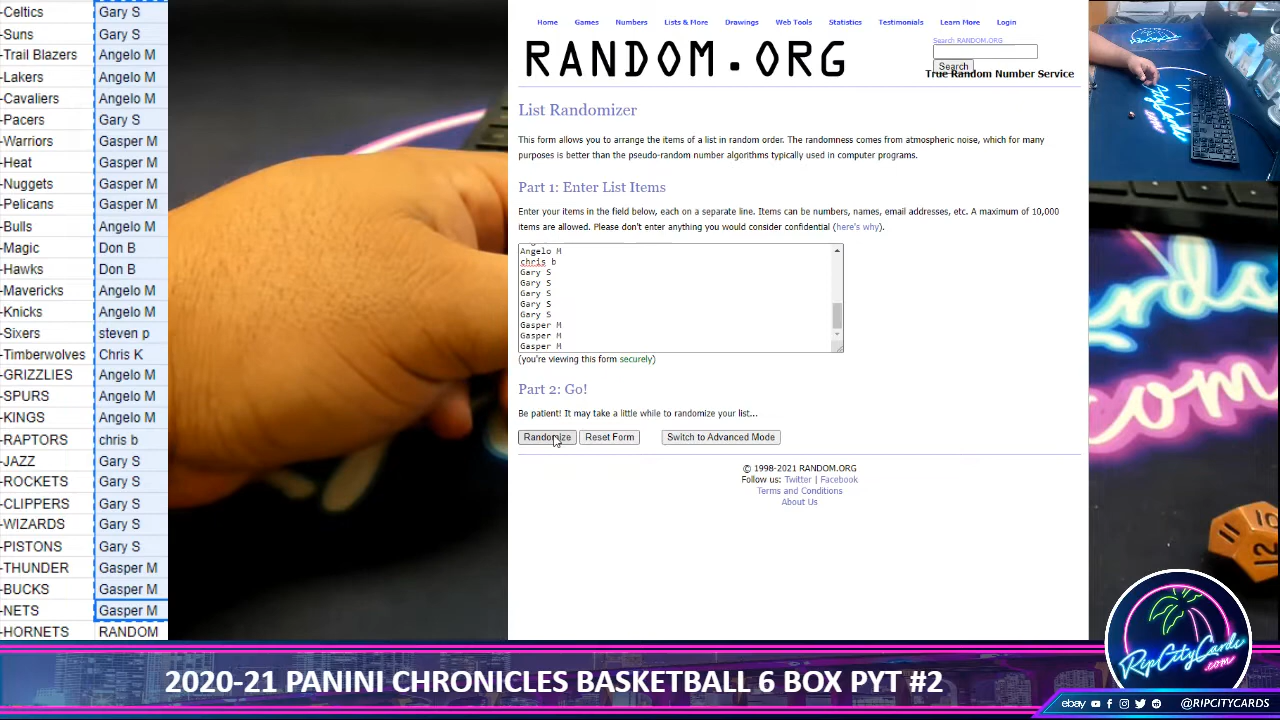 -Celtics Gary S
-Suns Gary S
-Trail Blazers Angelo M
-Lakers Angelo M
-Cavaliers Angelo M
-Pacers Gary S
-Warriors Gasper M
-Heat Gasper M
-Nuggets Gasper M
-Pelicans Gasper M
-Bulls Angelo M
-Magic Don B
-Hawks Don B
-Mavericks Angelo M
-Knicks Angelo M
-Sixers steven p
-Timberwolves Chris K
-GRIZZLIES Angelo M
-SPURS Angelo M
-KINGS Angelo M
-RAPTORS chris b
-JAZZ Gary S
-ROCKETS Gary S
-CLIPPERS Gary S
-WIZARDS Gary S
-PISTONS Gary S
-THUNDER Gasper M
-BUCKS Gasper M
-NETS Gasper M
-HORNETS RANDOM
Home Games Numbers Lists & More Drawings Web Tools Statistics Testimonials Learn More Login
RANDOM.ORG
Search RANDOM.ORG
Search
True Random Number Service
List Randomizer
This form allows you to arrange the items of a list in random order. The randomness comes from atmospheric noise, which for many
purposes is better than the pseudo-random number algorithms typically used in computer programs.
Part 1: Enter List Items
Enter your items in the field below, each on a separate line. Items can be numbers, names, email addresses, etc. A maximum of 10,000
items are allowed. Please don't enter anything you would consider confidential (here's why).
Angelo M
chris b
Gary S
Gary S
Gary S
Gary S
Gary S
Gasper M
Gasper M
Gasper M
(you're viewing this form securely)
Part 2: Go!
Be patient! It may take a little while to randomize your list...
Randomize Reset Form Switch to Advanced Mode
© 1998-2021 RANDOM.ORG
Follow us: Twitter | Facebook
Terms and Conditions
About Us
11 10
12
RipCityCards
.com
2020-21 PANINI CHRONICLES BASKETBALL 6 BOX PYT #2
ebay @RIPCITYCARDS